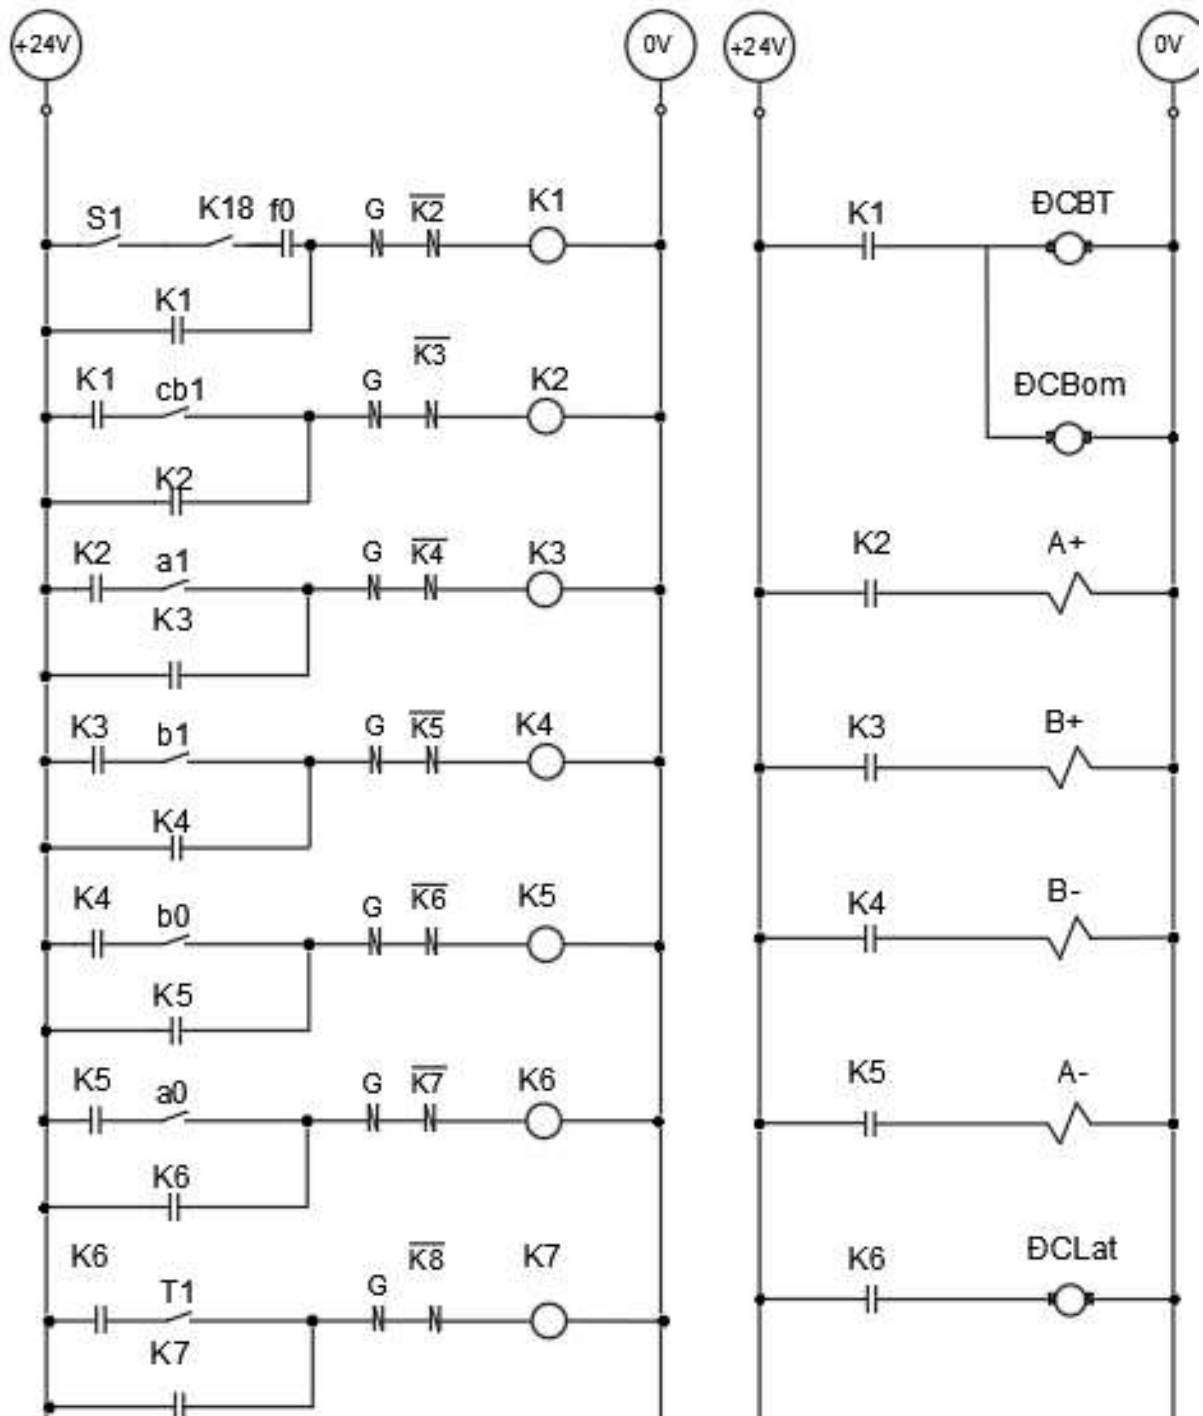 +24V 0V +24V 0V
S1 K18 f0 G K2 K1 K1 ĐCBT
K1
K3
K1 cb1 G K2 ĐCBom
K2
K2 a1 G K4 K3 K2 A+
K3
K3 b1 G K5 K4 K3 B+
K4
K4 b0 G K6 K5 K4 B-
K5
K5 a0 G K7 K6 K5 A-
K6
K6 T1 G K8 K7 K6 ĐCLat
K7